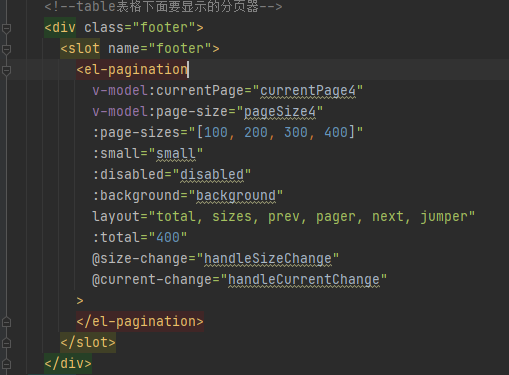 <!--table表格下面要显示的分页器-->
<div class="footer">
<slot name="footer">
<el-pagination
v-model:currentPage="currentPage4"
v-model:page-size="pageSize4"
:page-sizes="[100, 200, 300, 400]"
:small="small"
:disabled="disabled"
:background="background"
layout="total, sizes, prev, pager, next, jumper"
:total="400"
@size-change="handleSizeChange"
@current-change="handleCurrentChange"
>
</el-pagination>
</slot>
</div>